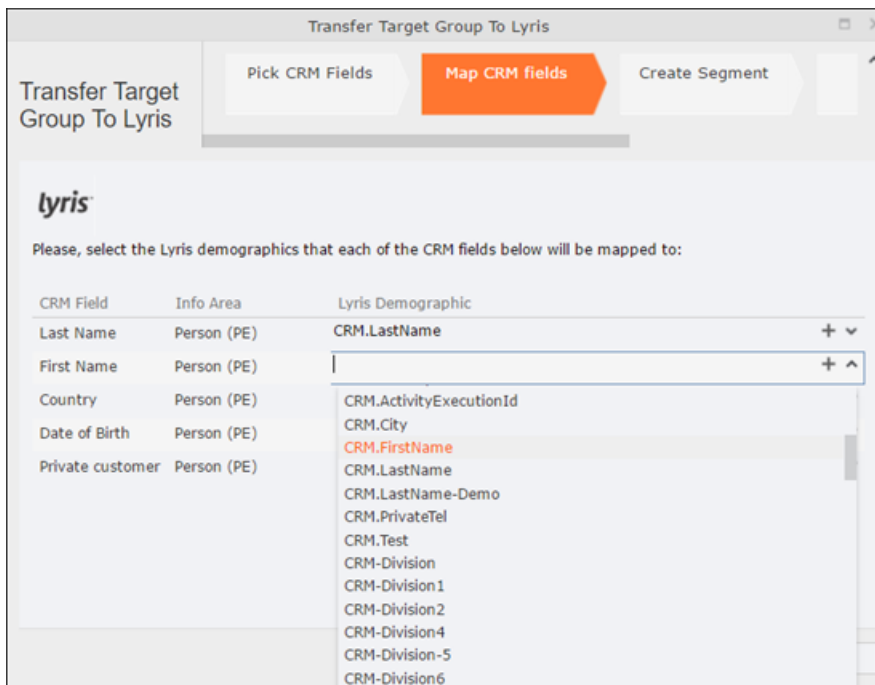 Transfer Target Group To Lyris
Transfer Target
Group To Lyris
Pick CRM Fields
Map CRM fields
Create Segment
lyris
Please, select the Lyris demographics that each of the CRM fields below will be mapped to:
CRM Field Info Area Lyris Demographic
Last Name Person (PE) CRM.LastName
First Name Person (PE)
Country Person (PE)
Date of Birth Person (PE)
Private customer Person (PE)
CRM.ActivityExecutionId
CRM.City
CRM.FirstName
CRM.LastName
CRM.LastName-Demo
CRM.PrivateTel
CRM.Test
CRM-Division
CRM-Division1
CRM-Division2
CRM-Division4
CRM-Division-5
CRM-Division6